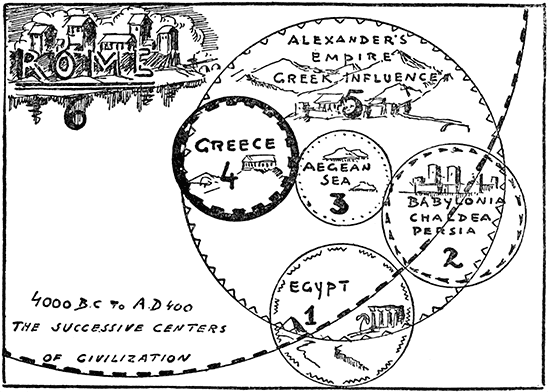 ROME
6
ALEXANDER'S
EMPIRE
GREEK INFLUENCE
5
GREECE
4
AEGEAN
SEA
3
BABYLONIA
CHALDEA
PERSIA
2
EGYPT
1
4000 B.C TO A.D 400
THE SUCCESSIVE CENTERS
OF CIVILIZATION